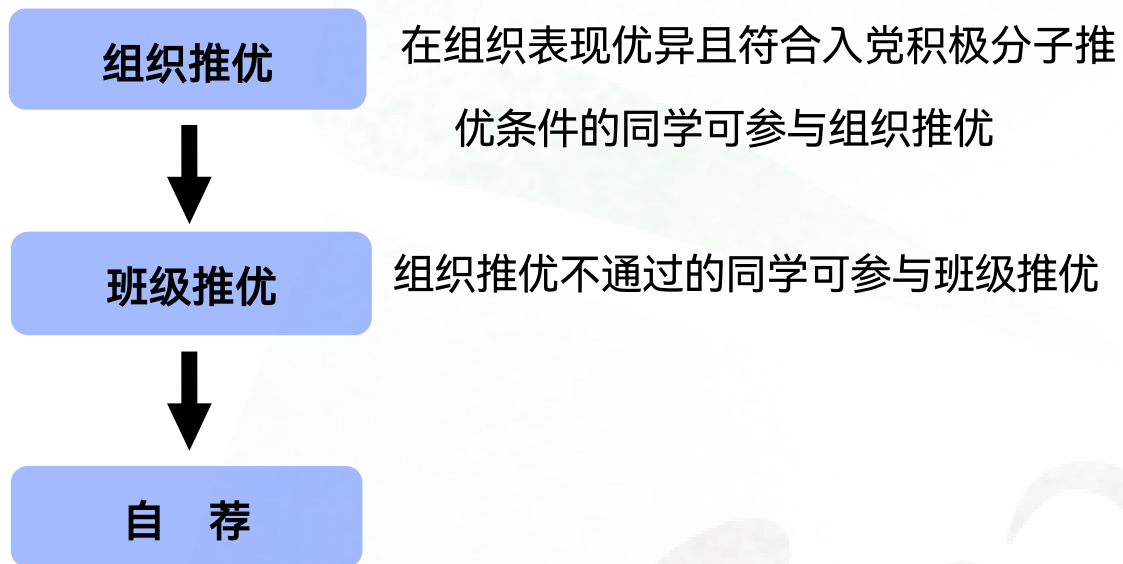 组织推优
在组织表现优异且符合入党积极分子推
优条件的同学可参与组织推优
班级推优
组织推优不通过的同学可参与班级推优
自 荐